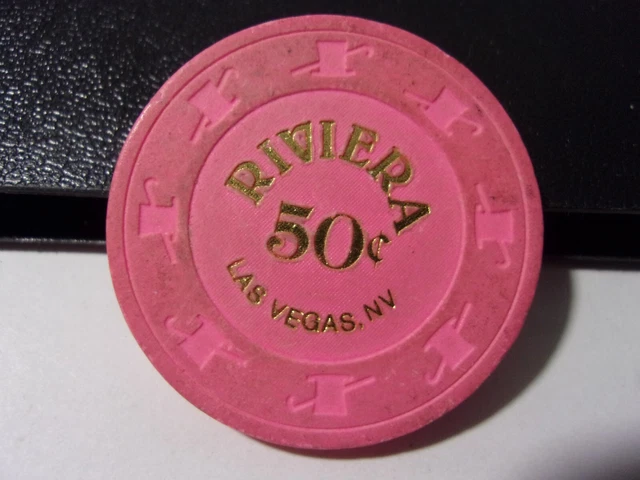 RIVIERA
50¢
LAS VEGAS, NV